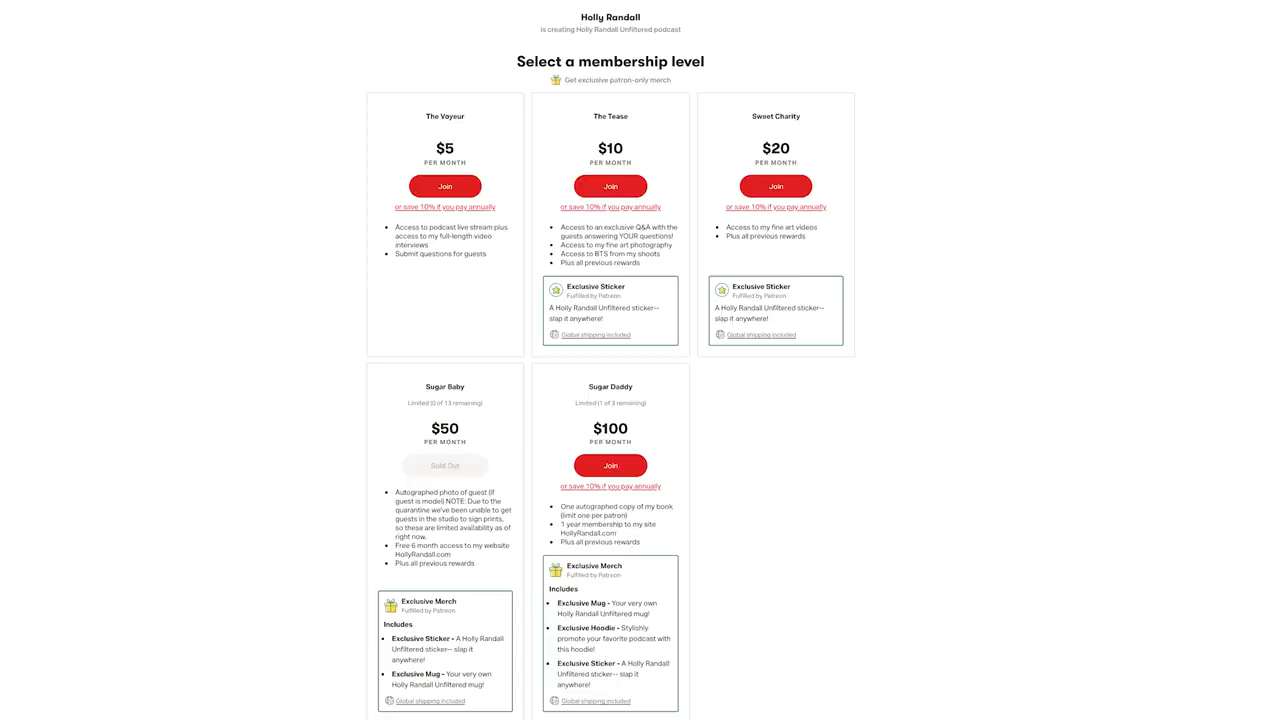 Holly Randall
is creating Holly Randall Unfiltered podcast
Select a membership level
Get exclusive patron-only merch
The Voyeur
$5
PER MONTH
Join
or save 10% if you pay annually
Access to podcast live stream plus
access to my full-length video
interviews
Submit questions for guests
The Tease
$10
PER MONTH
Join
or save 10% if you pay annually
Access to an exclusive Q&A with the
guests answering YOUR questions!
Access to my fine art photography
Access to BTS from my shoots
Plus all previous rewards
Exclusive Sticker
Fulfilled by Patreon
A Holly Randall Unfiltered sticker--
slap it anywhere!
Global shipping included
Sweet Charity
$20
PER MONTH
Join
or save 10% if you pay annually
Access to my fine art videos
Plus all previous rewards
Exclusive Sticker
Fulfilled by Patreon
A Holly Randall Unfiltered sticker--
slap it anywhere!
Global shipping included
Sugar Baby
Limited (0 of 13 remaining)
$50
PER MONTH
Sold Out
Autographed photo of guest (if
guest is model) NOTE: Due to the
quarantine we've been unable to get
guests in the studio to sign prints,
so these are limited availability as of
right now.
Free 6 month access to my website
HollyRandall.com
Plus all previous rewards
Exclusive Merch
Fulfilled by Patreon
Includes
Exclusive Sticker - A Holly Randall
Unfiltered sticker-- slap it
anywhere!
Exclusive Mug - Your very own
Holly Randall Unfiltered mug!
Global shipping included
Sugar Daddy
Limited (1 of 3 remaining)
$100
PER MONTH
Join
or save 10% if you pay annually
One autographed copy of my book
(limit one per patron)
1 year membership to my site
HollyRandall.com
Plus all previous rewards
Exclusive Merch
Fulfilled by Patreon
Includes
Exclusive Mug - Your very own
Holly Randall Unfiltered mug!
Exclusive Hoodie - Stylishly
promote your favorite podcast with
this hoodie!
Exclusive Sticker - A Holly Randall
Unfiltered sticker-- slap it
anywhere!
Global shipping included